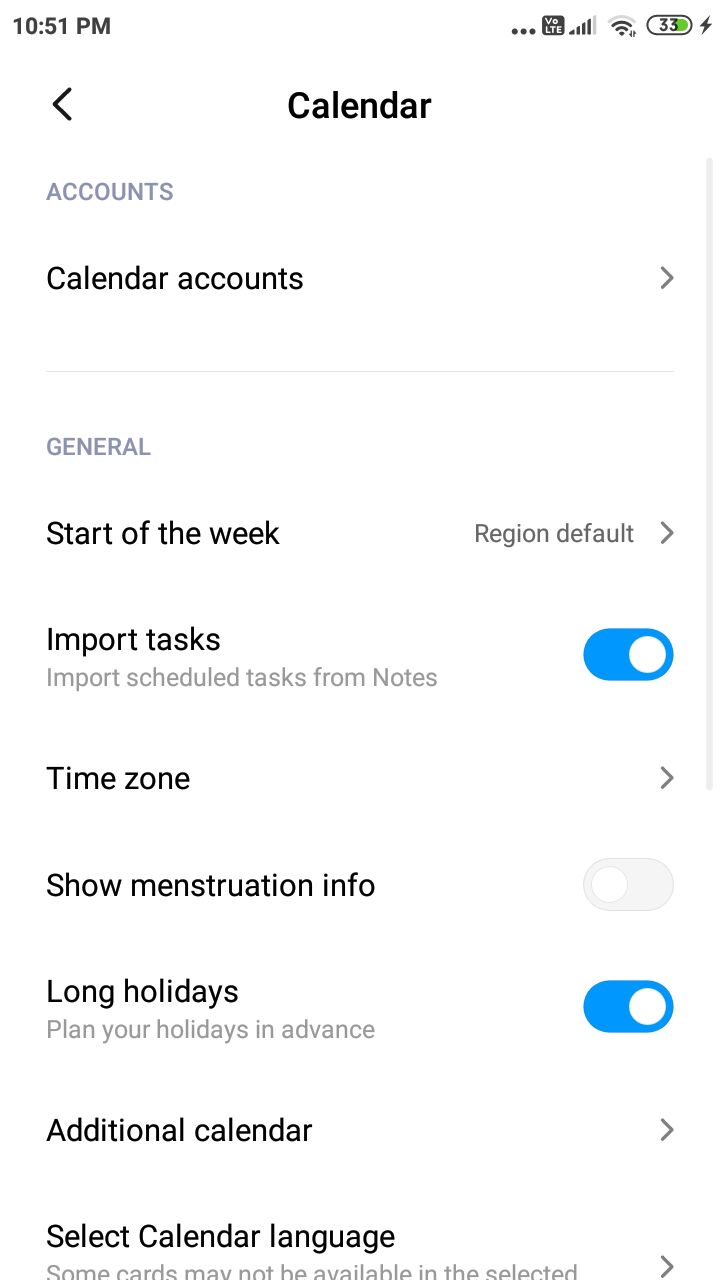 10:51 PM ... Vo LTE 33
Calendar
ACCOUNTS
Calendar accounts
GENERAL
Start of the week Region default
Import tasks
Import scheduled tasks from Notes
Time zone
Show menstruation info
Long holidays
Plan your holidays in advance
Additional calendar
Select Calendar language
Some cards may not be available in the selected